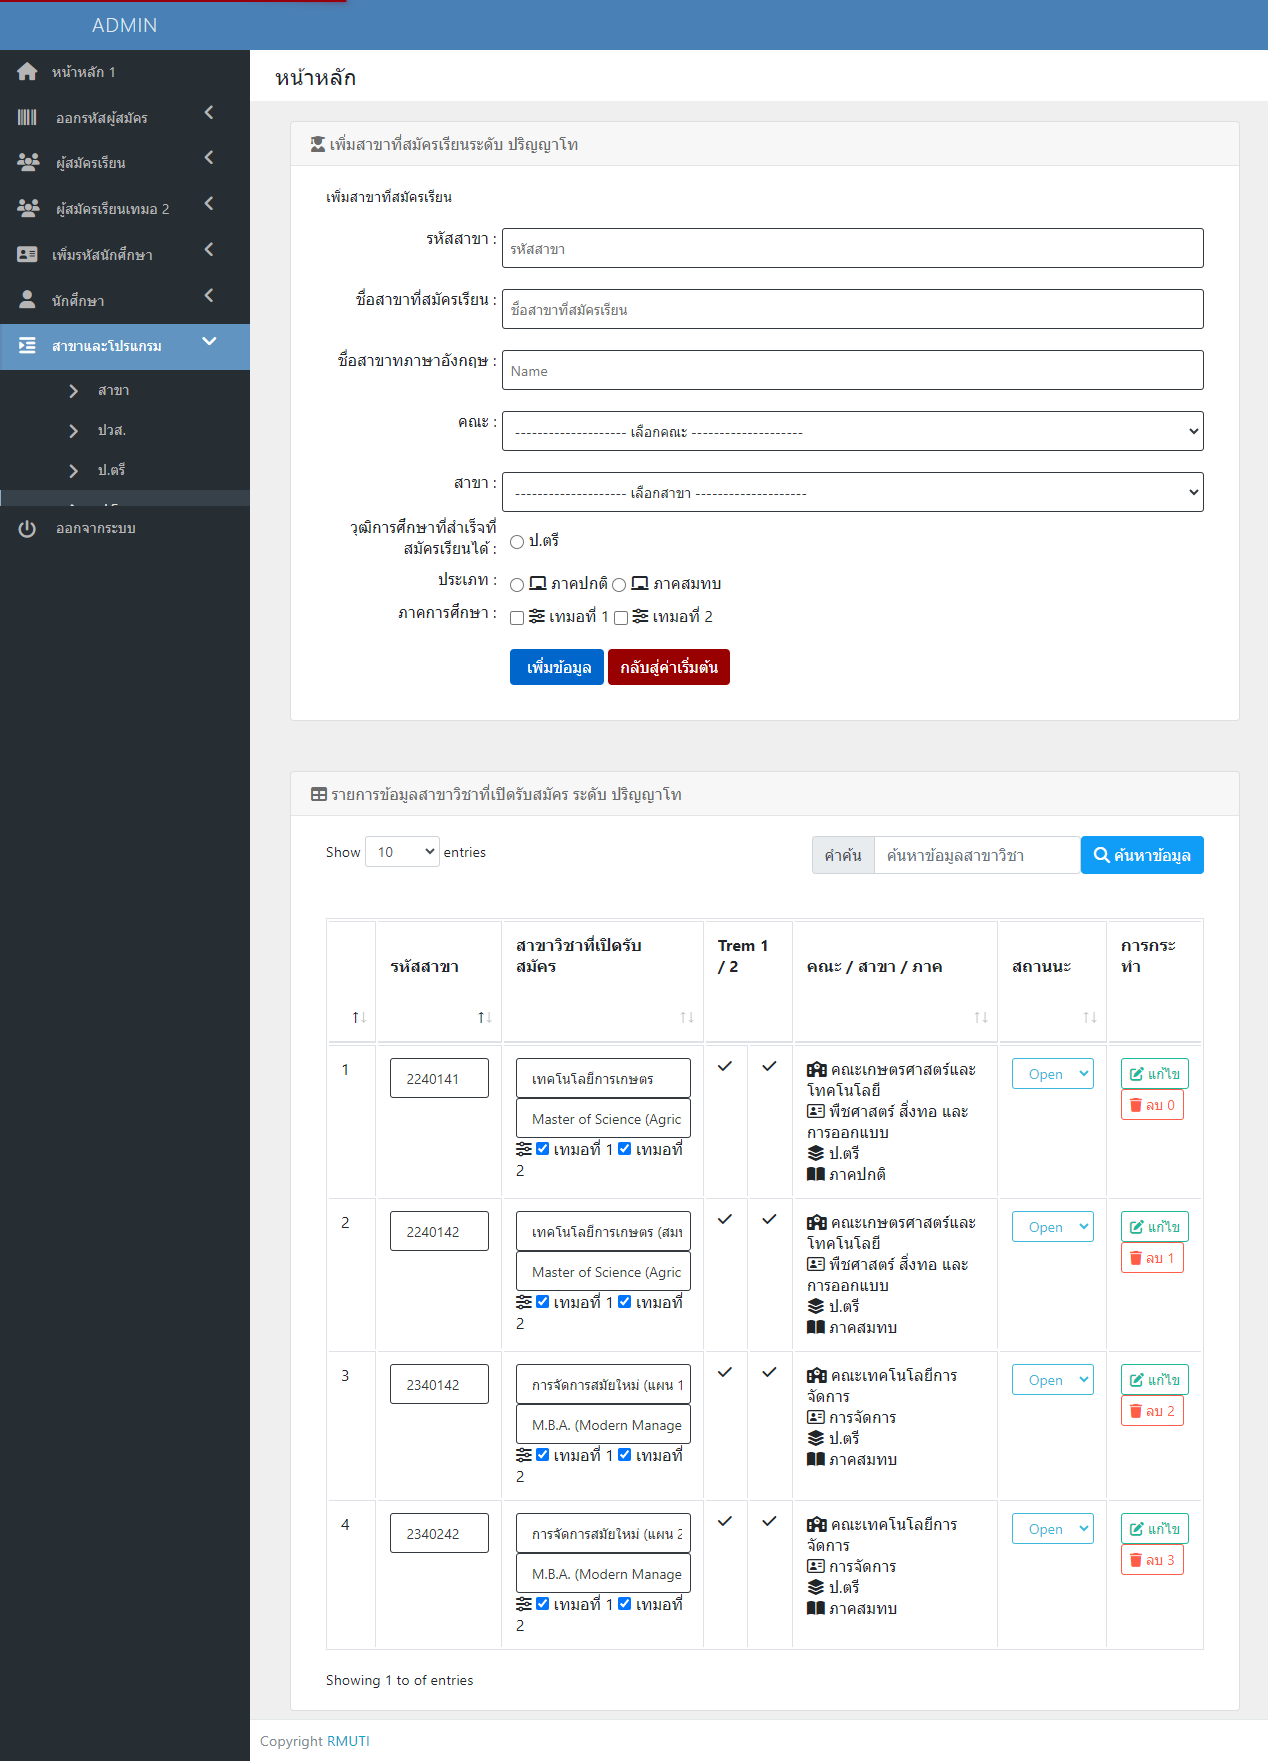 ADMIN
หน้าหลัก 1
ออกรหัสผู้สมัคร
ผู้สมัครเรียน
ผู้สมัครเรียนเทมอ 2
เพิ่มรหัสนักศึกษา
นักศึกษา
สาขาและโปรแกรม
สาขา
ปวส.
ป.ตรี
ออกจากระบบ
หน้าหลัก
เพิ่มสาขาที่สมัครเรียนระดับ ปริญญาโท
เพิ่มสาขาที่สมัครเรียน
รหัสสาขา :
รหัสสาขา
ชื่อสาขาที่สมัครเรียน :
ชื่อสาขาที่สมัครเรียน
ชื่อสาขาทภาษาอังกฤษ :
Name
คณะ :
-------------------- เลือกคณะ --------------------
สาขา :
-------------------- เลือกสาขา --------------------
วุฒิการศึกษาที่สำเร็จที่
สมัครเรียนได้ :
ป.ตรี
ประเภท :
ภาคปกติ ภาคสมทบ
ภาคการศึกษา :
เทมอที่ 1 เทมอที่ 2
เพิ่มข้อมูล กลับสู่ค่าเริ่มต้น
รายการข้อมูลสาขาวิชาที่เปิดรับสมัคร ระดับ ปริญญาโท
Show 10 entries
คำค้น ค้นหาข้อมูลสาขาวิชา ค้นหาข้อมูล
รหัสสาขา
สาขาวิชาที่เปิดรับ
สมัคร
Trem 1
/ 2
คณะ / สาขา / ภาค
สถานนะ
การกระ
ทำ
1
2240141
เทคโนโลยีการเกษตร
Master of Science (Agric
เทมอที่ 1 เทมอที่
2
คณะเกษตรศาสตร์และ
เทคโนโลยี
พืชศาสตร์ สิ่งทอ และ
การออกแบบ
ป.ตรี
ภาคปกติ
Open
แก้ไข
ลบ 0
2
2240142
เทคโนโลยีการเกษตร (สมท
Master of Science (Agric
เทมอที่ 1 เทมอที่
2
คณะเกษตรศาสตร์และ
เทคโนโลยี
พืชศาสตร์ สิ่งทอ และ
การออกแบบ
ป.ตรี
ภาคสมทบ
Open
แก้ไข
ลบ 1
3
2340142
การจัดการสมัยใหม่ (แผน 1
M.B.A. (Modern Manage
เทมอที่ 1 เทมอที่
2
คณะเทคโนโลยีการ
จัดการ
การจัดการ
ป.ตรี
ภาคสมทบ
Open
แก้ไข
ลบ 2
4
2340242
การจัดการสมัยใหม่ (แผน 2
M.B.A. (Modern Manage
เทมอที่ 1 เทมอที่
2
คณะเทคโนโลยีการ
จัดการ
การจัดการ
ป.ตรี
ภาคสมทบ
Open
แก้ไข
ลบ 3
Showing 1 to of entries
Copyright RMUTI